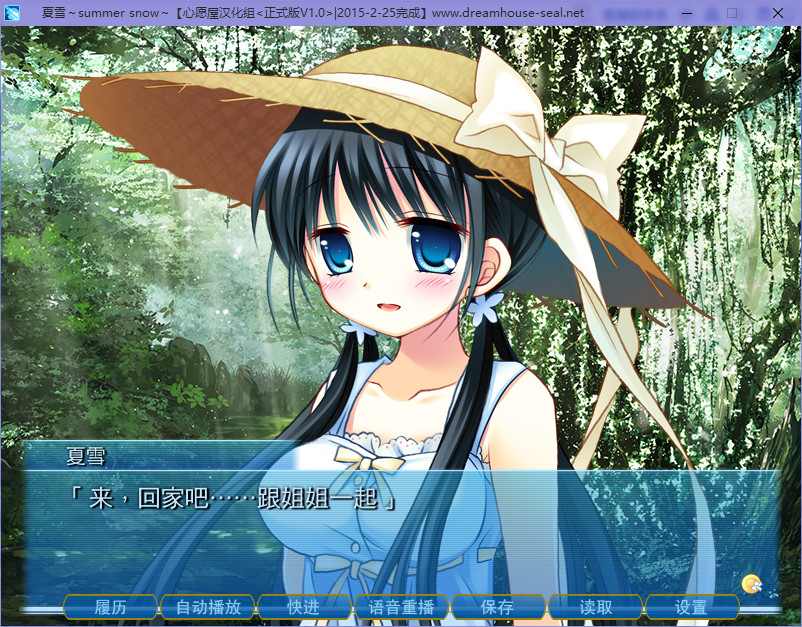 夏雪～summer snow～【心愿屋汉化组<正式版V1.0>|2015-2-25完成】www.dreamhouse-seal.net
夏雪
「来，回家吧……跟姐姐一起」
履历 自动播放 快进 语音重播 保存 读取 设置